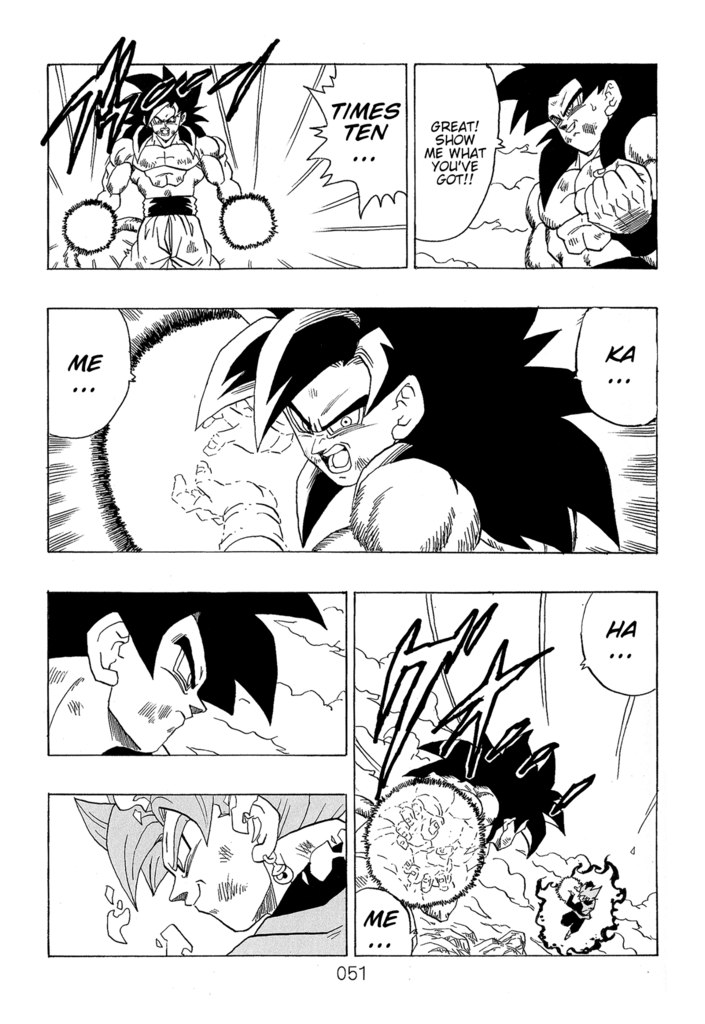 GREAT!
SHOW
ME WHAT
YOU'VE
GOT!!
TIMES
TEN
...
KA
...
ME
...
HA
...
ME
...
051